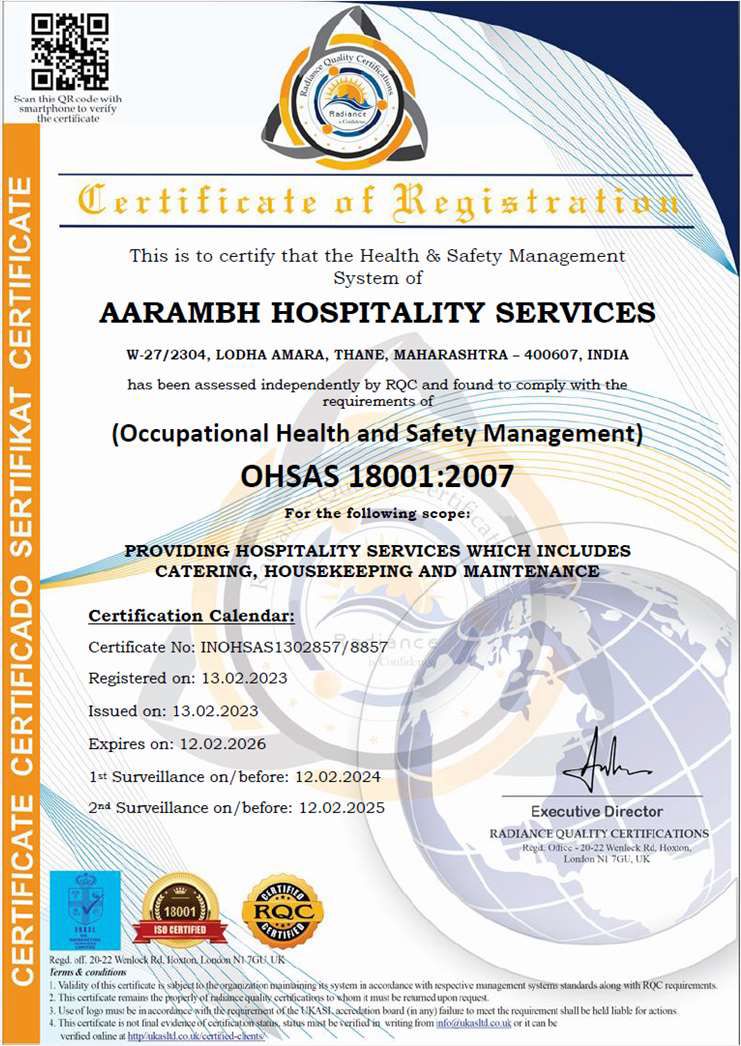 Scan this QR code with
smartphone to verify
the certificate
Radiance Quality Certifications
Radiance
is Confidence
CERTIFICATE CERTIFICADO SERTIFIKAT CERTIFICATE
Certificate of Registration
This is to certify that the Health & Safety Management
System of
AARAMBH HOSPITALITY SERVICES
W-27/2304, LODHA AMARA, THANE, MAHARASHTRA – 400607, INDIA
has been assessed independently by RQC and found to comply with the
requirements of
(Occupational Health and Safety Management)
OHSAS 18001:2007
For the following scope:
PROVIDING HOSPITALITY SERVICES WHICH INCLUDES
CATERING, HOUSEKEEPING AND MAINTENANCE
Certification Calendar:
Certificate No: INOHSAS1302857/8857
Registered on: 13.02.2023
Issued on: 13.02.2023
Expires on: 12.02.2026
1st Surveillance on/before: 12.02.2024
2nd Surveillance on/before: 12.02.2025
Radiance
is Confidence
Executive Director
RADIANCE QUALITY CERTIFICATIONS
Regd. Office - 20-22 Wenlock Rd, Hoxton,
London N1 7GU, UK
UKASL
18001
ISO CERTIFIED
CERTIFIED
RQC
CERTIFIED
Regd. off. 20-22 Wenlock Rd, Hoxton, London N1 7GU, UK
Terms & conditions
1. Validity of this certificate is subject to the organization maintaining its system in accordance with respective management systems standards along with RQC requirements.
2. This certificate remains the properly of radiance quality certifications to whom it must be returned upon request.
3. Use of logo must be in accordance with the requirement of the UKASL accredation board (in any) failure to meet the requirement shall be held liable for actions
4. This certificate is not final evidence of certification status, status must be verified in writing from info@ukasltd.co.uk or it can be
verified online at http/ukasltd.co.uk/certified-clients/